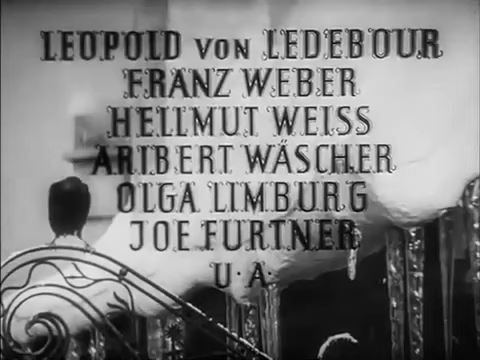 LEOPOLD VON LEDEBOUR
FRANZ WEBER
HELLMUT WEISS
ARIBERT WÄSCHER
OLGA LIMBURG
JOE FURTNER
U·A·